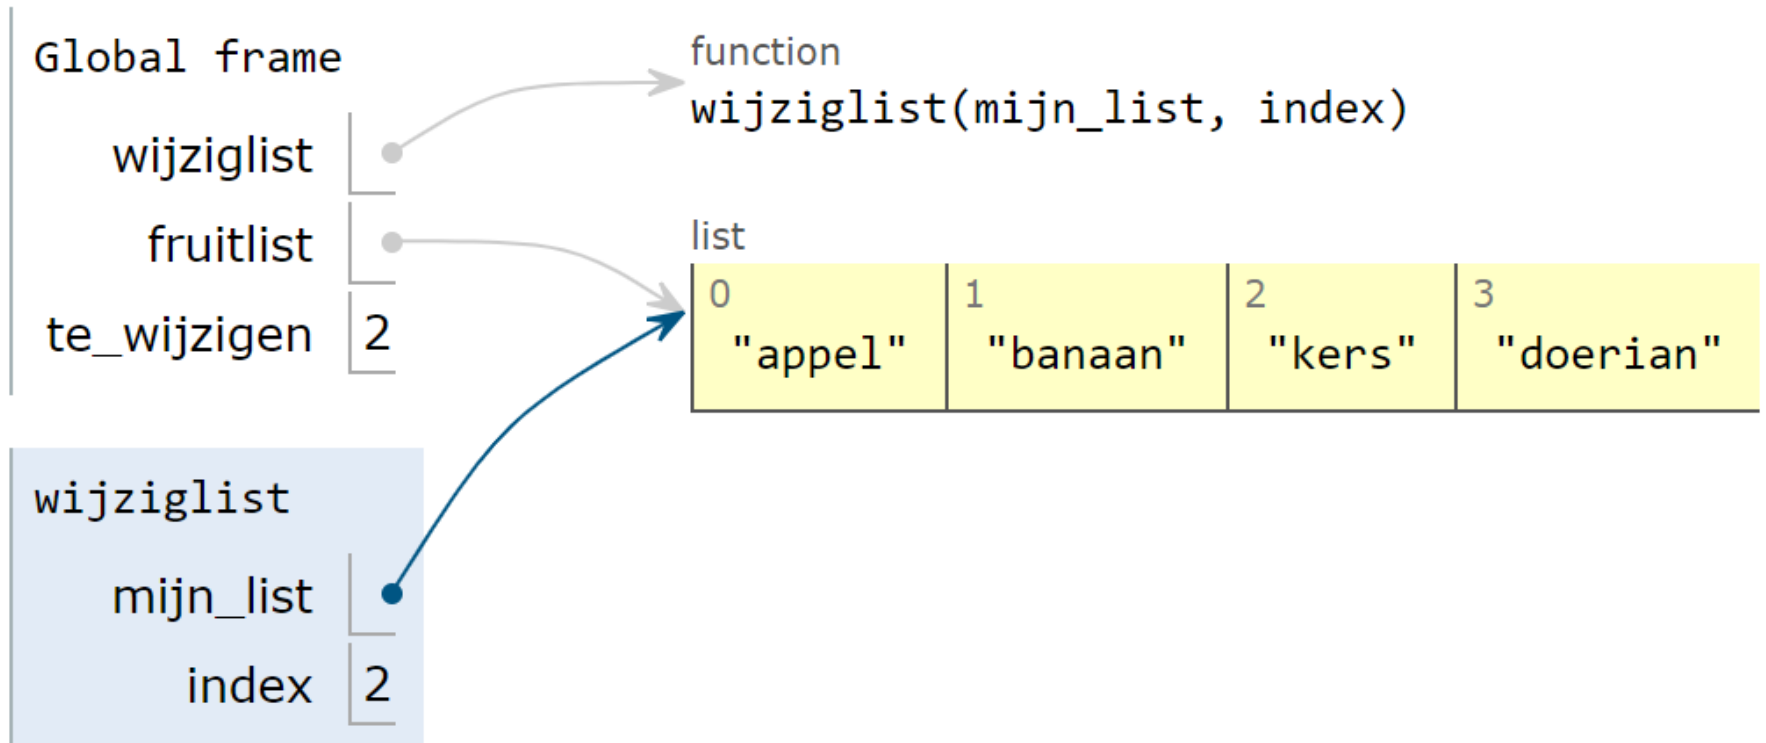 Global frame
wijziglist
fruitlist
te_wijzigen 2
function
wijziglist(mijn_list, index)
list
0 1 2 3
"appel" "banaan" "kers" "doerian"
wijziglist
mijn_list
index 2